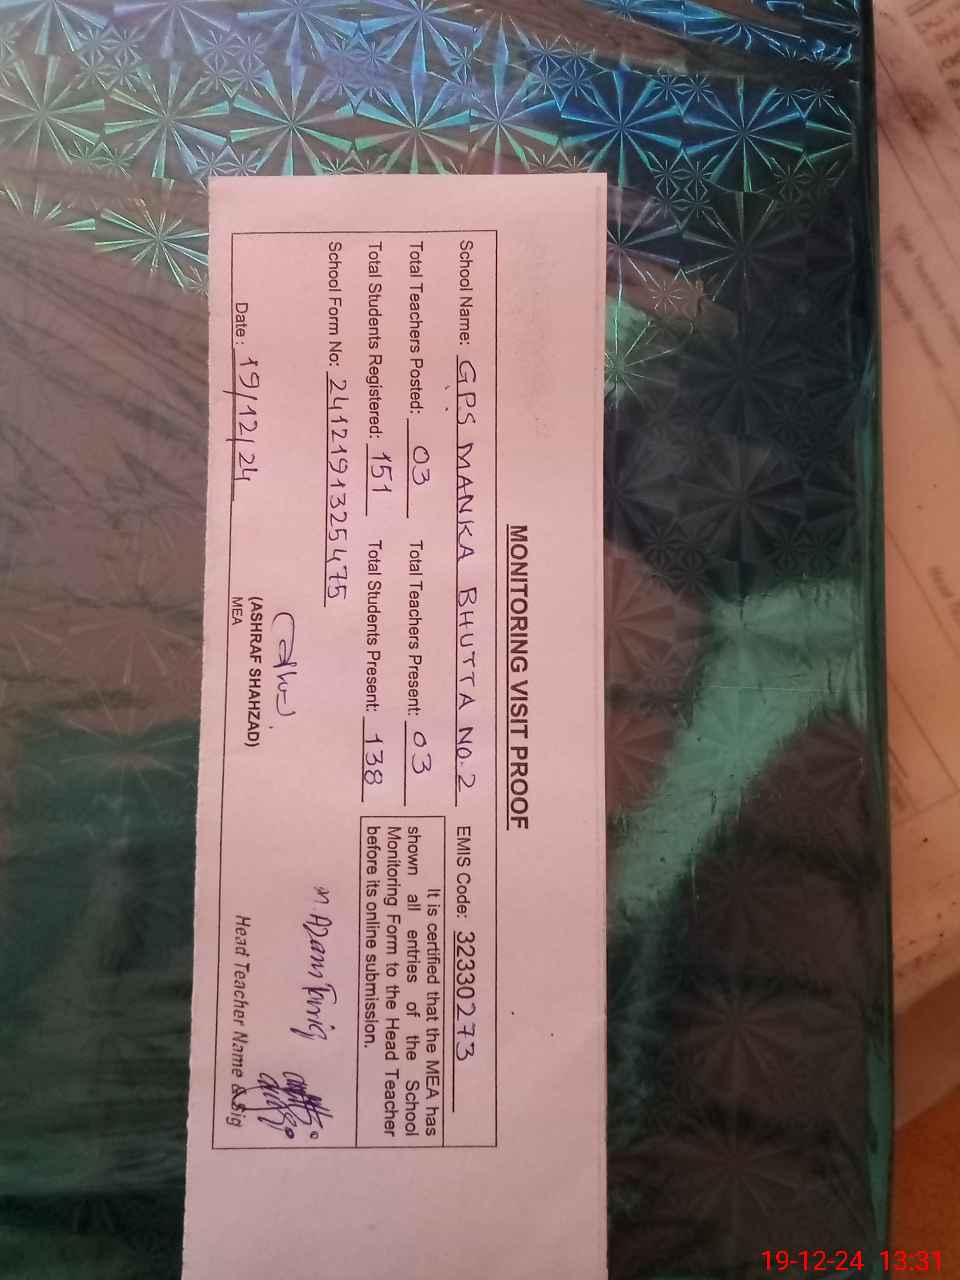 MONITORING VISIT PROOF
School Name: GPS MANKA BHUTTA NO.2 EMIS Code: 32330273
Total Teachers Posted: 03 Total Teachers Present: 03
Total Students Registered: 151 Total Students Present: 138
School Form No: 2412191325475
It is certified that the MEA has
shown all entries of the School
Monitoring Form to the Head Teacher
before its online submission.
Date: 19/12/24
(ASHRAF SHAHZAD)
MEA
M. Azam Tariq
Head Teacher Name & Sig
19-12-24 13:31